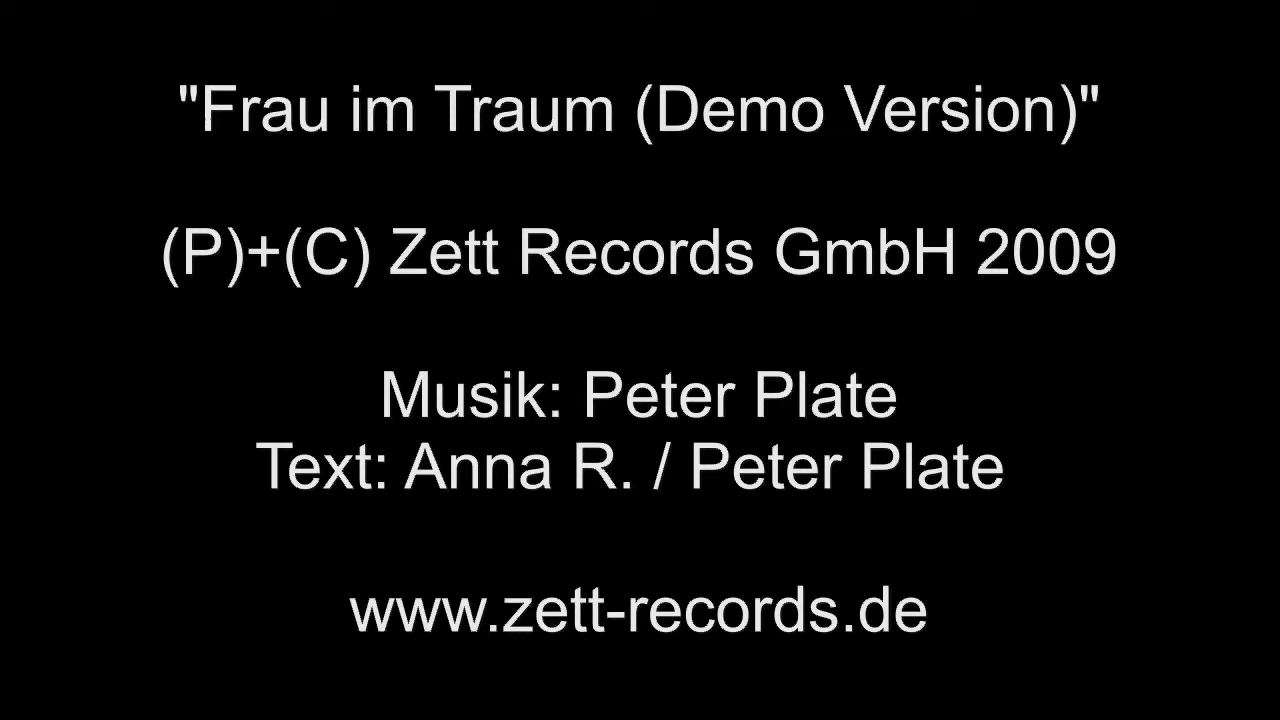 "Frau im Traum (Demo Version)"
(P)+(C) Zett Records GmbH 2009
Musik: Peter Plate
Text: Anna R. / Peter Plate
www.zett-records.de